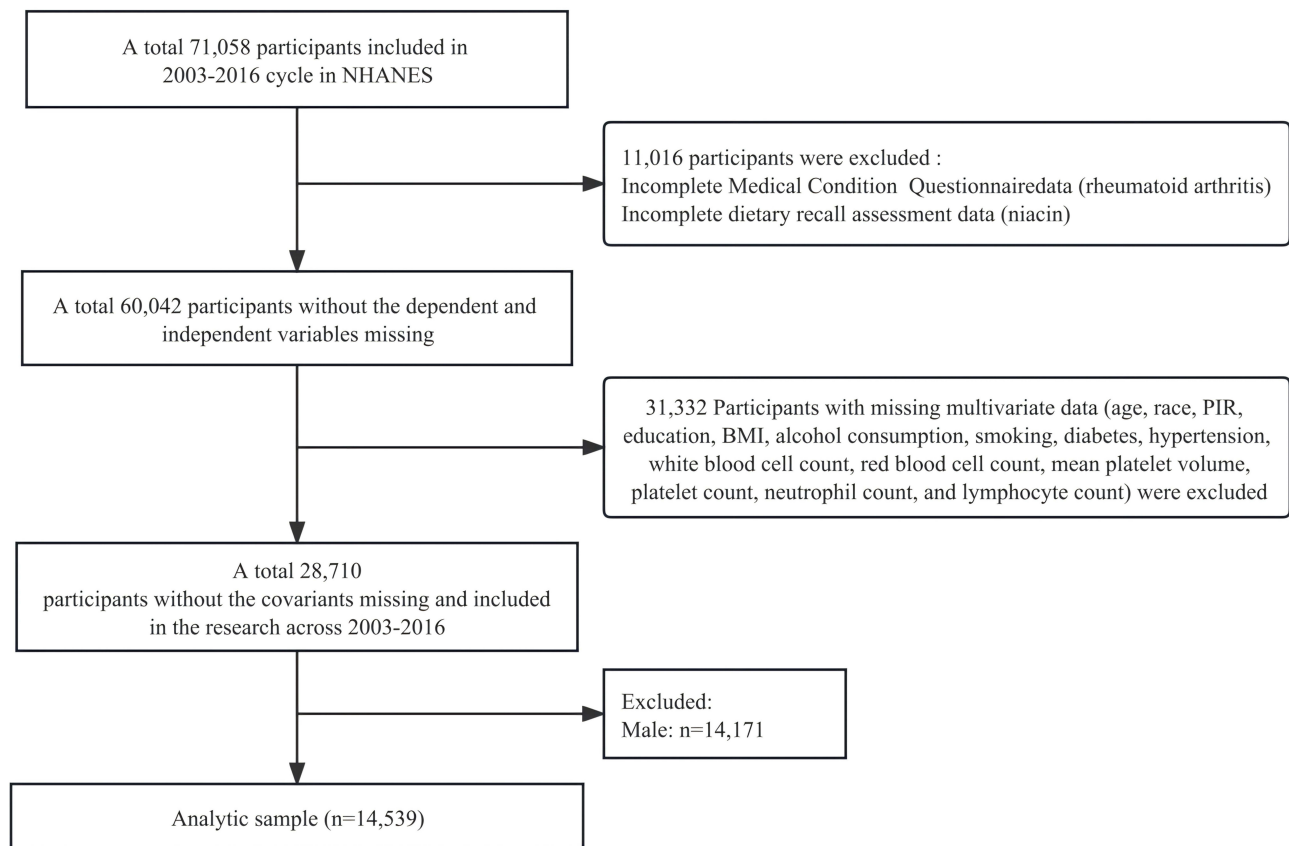 A total 71,058 participants included in
2003-2016 cycle in NHANES
11,016 participants were excluded :
Incomplete Medical Condition Questionnairedata (rheumatoid arthritis)
Incomplete dietary recall assessment data (niacin)
A total 60,042 participants without the dependent and
independent variables missing
31,332 Participants with missing multivariate data (age, race, PIR,
education, BMI, alcohol consumption, smoking, diabetes, hypertension,
white blood cell count, red blood cell count, mean platelet volume,
platelet count, neutrophil count, and lymphocyte count) were excluded
A total 28,710
participants without the covariants missing and included
in the research across 2003-2016
Excluded:
Male: n=14,171
Analytic sample (n=14,539)